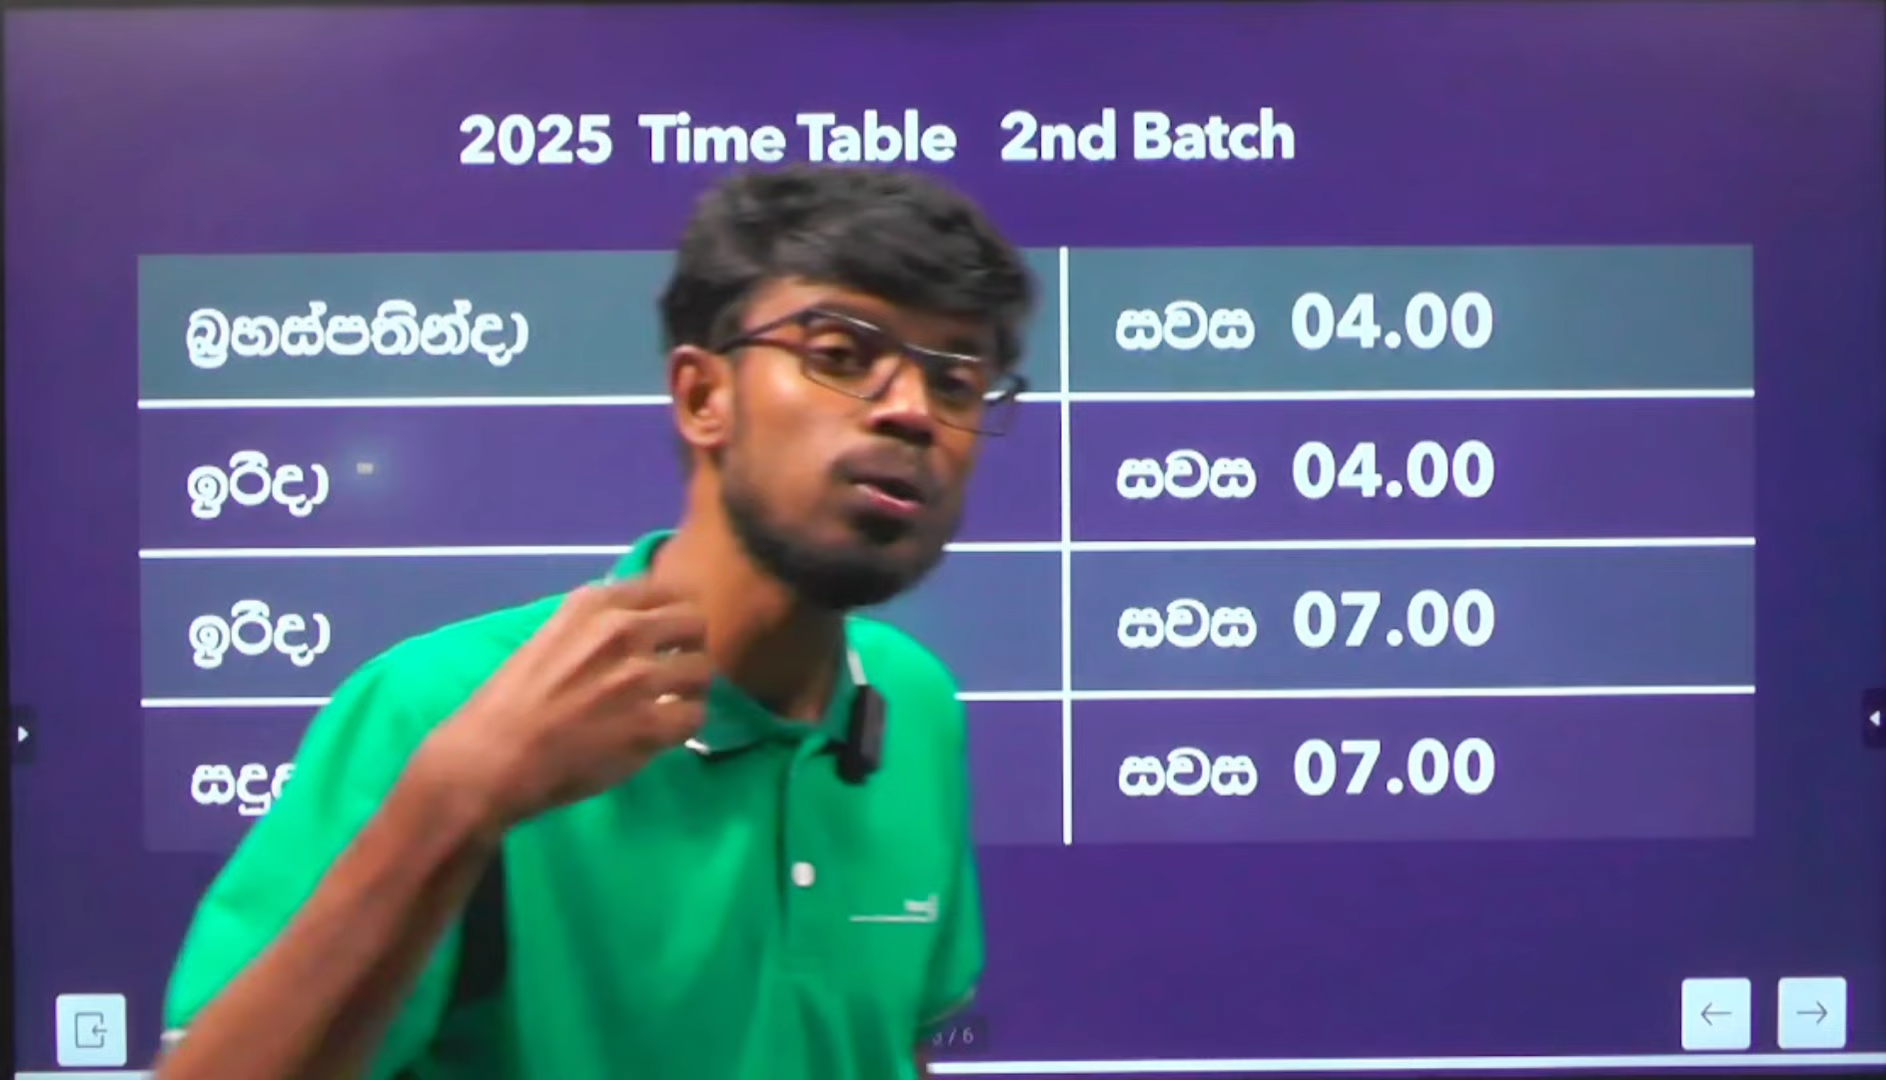 2025 Time Table 2nd Batch
බ්‍රහස්පතින්දා සවස 04.00
ඉරිදා සවස 04.00
ඉරිදා සවස 07.00
සවස 07.00
/ 6